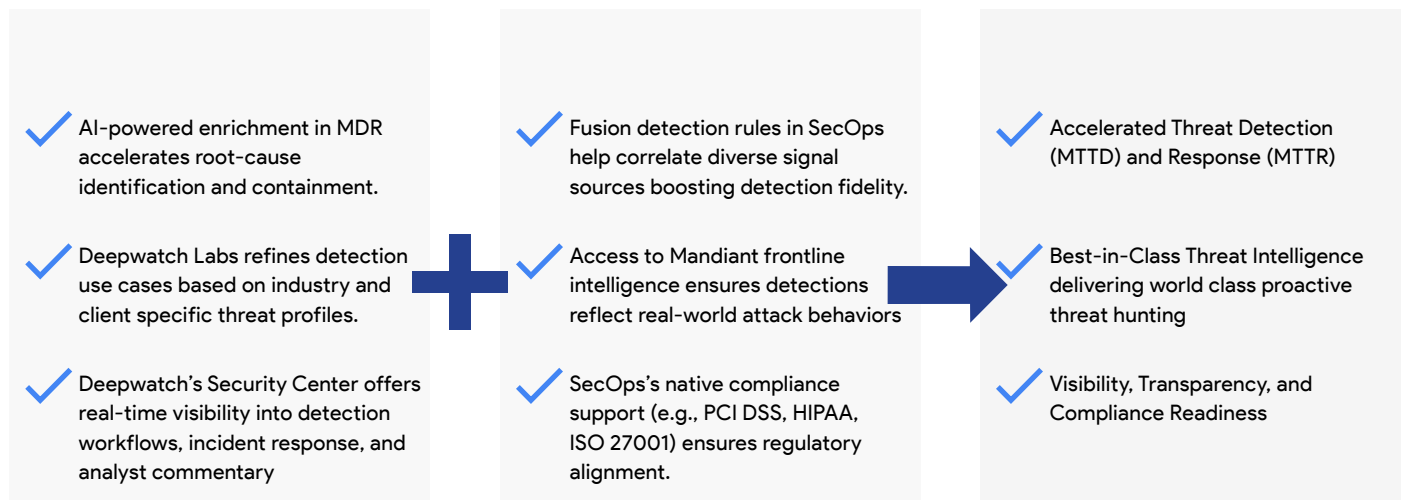 AI-powered enrichment in MDR
accelerates root-cause
identification and containment.
Deepwatch Labs refines detection
use cases based on industry and
client specific threat profiles.
Deepwatch's Security Center offers
real-time visibility into detection
workflows, incident response, and
analyst commentary
Fusion detection rules in SecOps
help correlate diverse signal
sources boosting detection fidelity.
Access to Mandiant frontline
intelligence ensures detections
reflect real-world attack behaviors
SecOps's native compliance
support (e.g., PCI DSS, HIPAA,
ISO 27001) ensures regulatory
alignment.
Accelerated Threat Detection
(MTTD) and Response (MTTR)
Best-in-Class Threat Intelligence
delivering world class proactive
threat hunting
Visibility, Transparency, and
Compliance Readiness